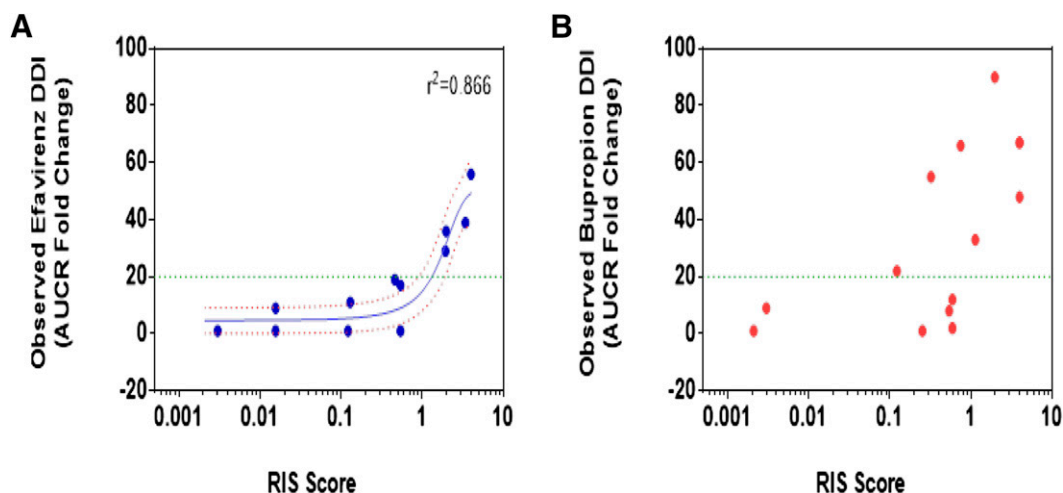 A
Observed Efavirenz DDI
(AUCR Fold Change)
100
80
60
40
20
0
-20
r²=0.866
0.001 0.01 0.1 1 10
RIS Score
B
Observed Bupropion DDI
(AUCR Fold Change)
100
80
60
40
20
0
-20
0.001 0.01 0.1 1 10
RIS Score